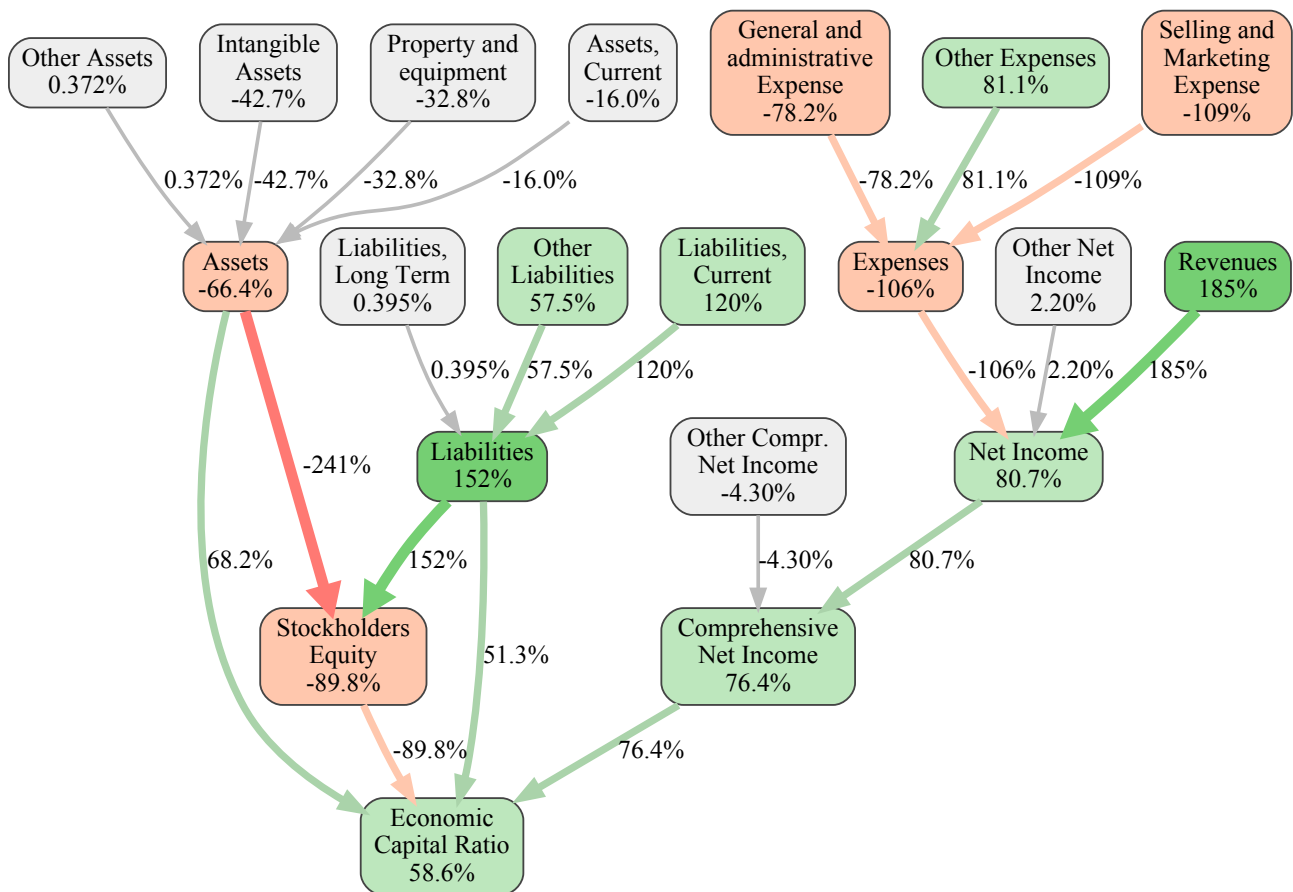 Other Assets
0.372%
Intangible
Assets
-42.7%
Property and
equipment
-32.8%
Assets,
Current
-16.0%
General and
administrative
Expense
-78.2%
Other Expenses
81.1%
Selling and
Marketing
Expense
-109%
0.372%
-42.7%
-32.8%
-16.0%
-78.2%
81.1%
-109%
Assets
-66.4%
Liabilities,
Long Term
0.395%
Other
Liabilities
57.5%
Liabilities,
Current
120%
Expenses
-106%
Other Net
Income
2.20%
Revenues
185%
0.395%
57.5%
120%
-106%
2.20%
185%
-241%
Liabilities
152%
Other Compr.
Net Income
-4.30%
Net Income
80.7%
68.2%
152%
-4.30%
80.7%
Stockholders
Equity
-89.8%
51.3%
Comprehensive
Net Income
76.4%
-89.8%
76.4%
Economic
Capital Ratio
58.6%